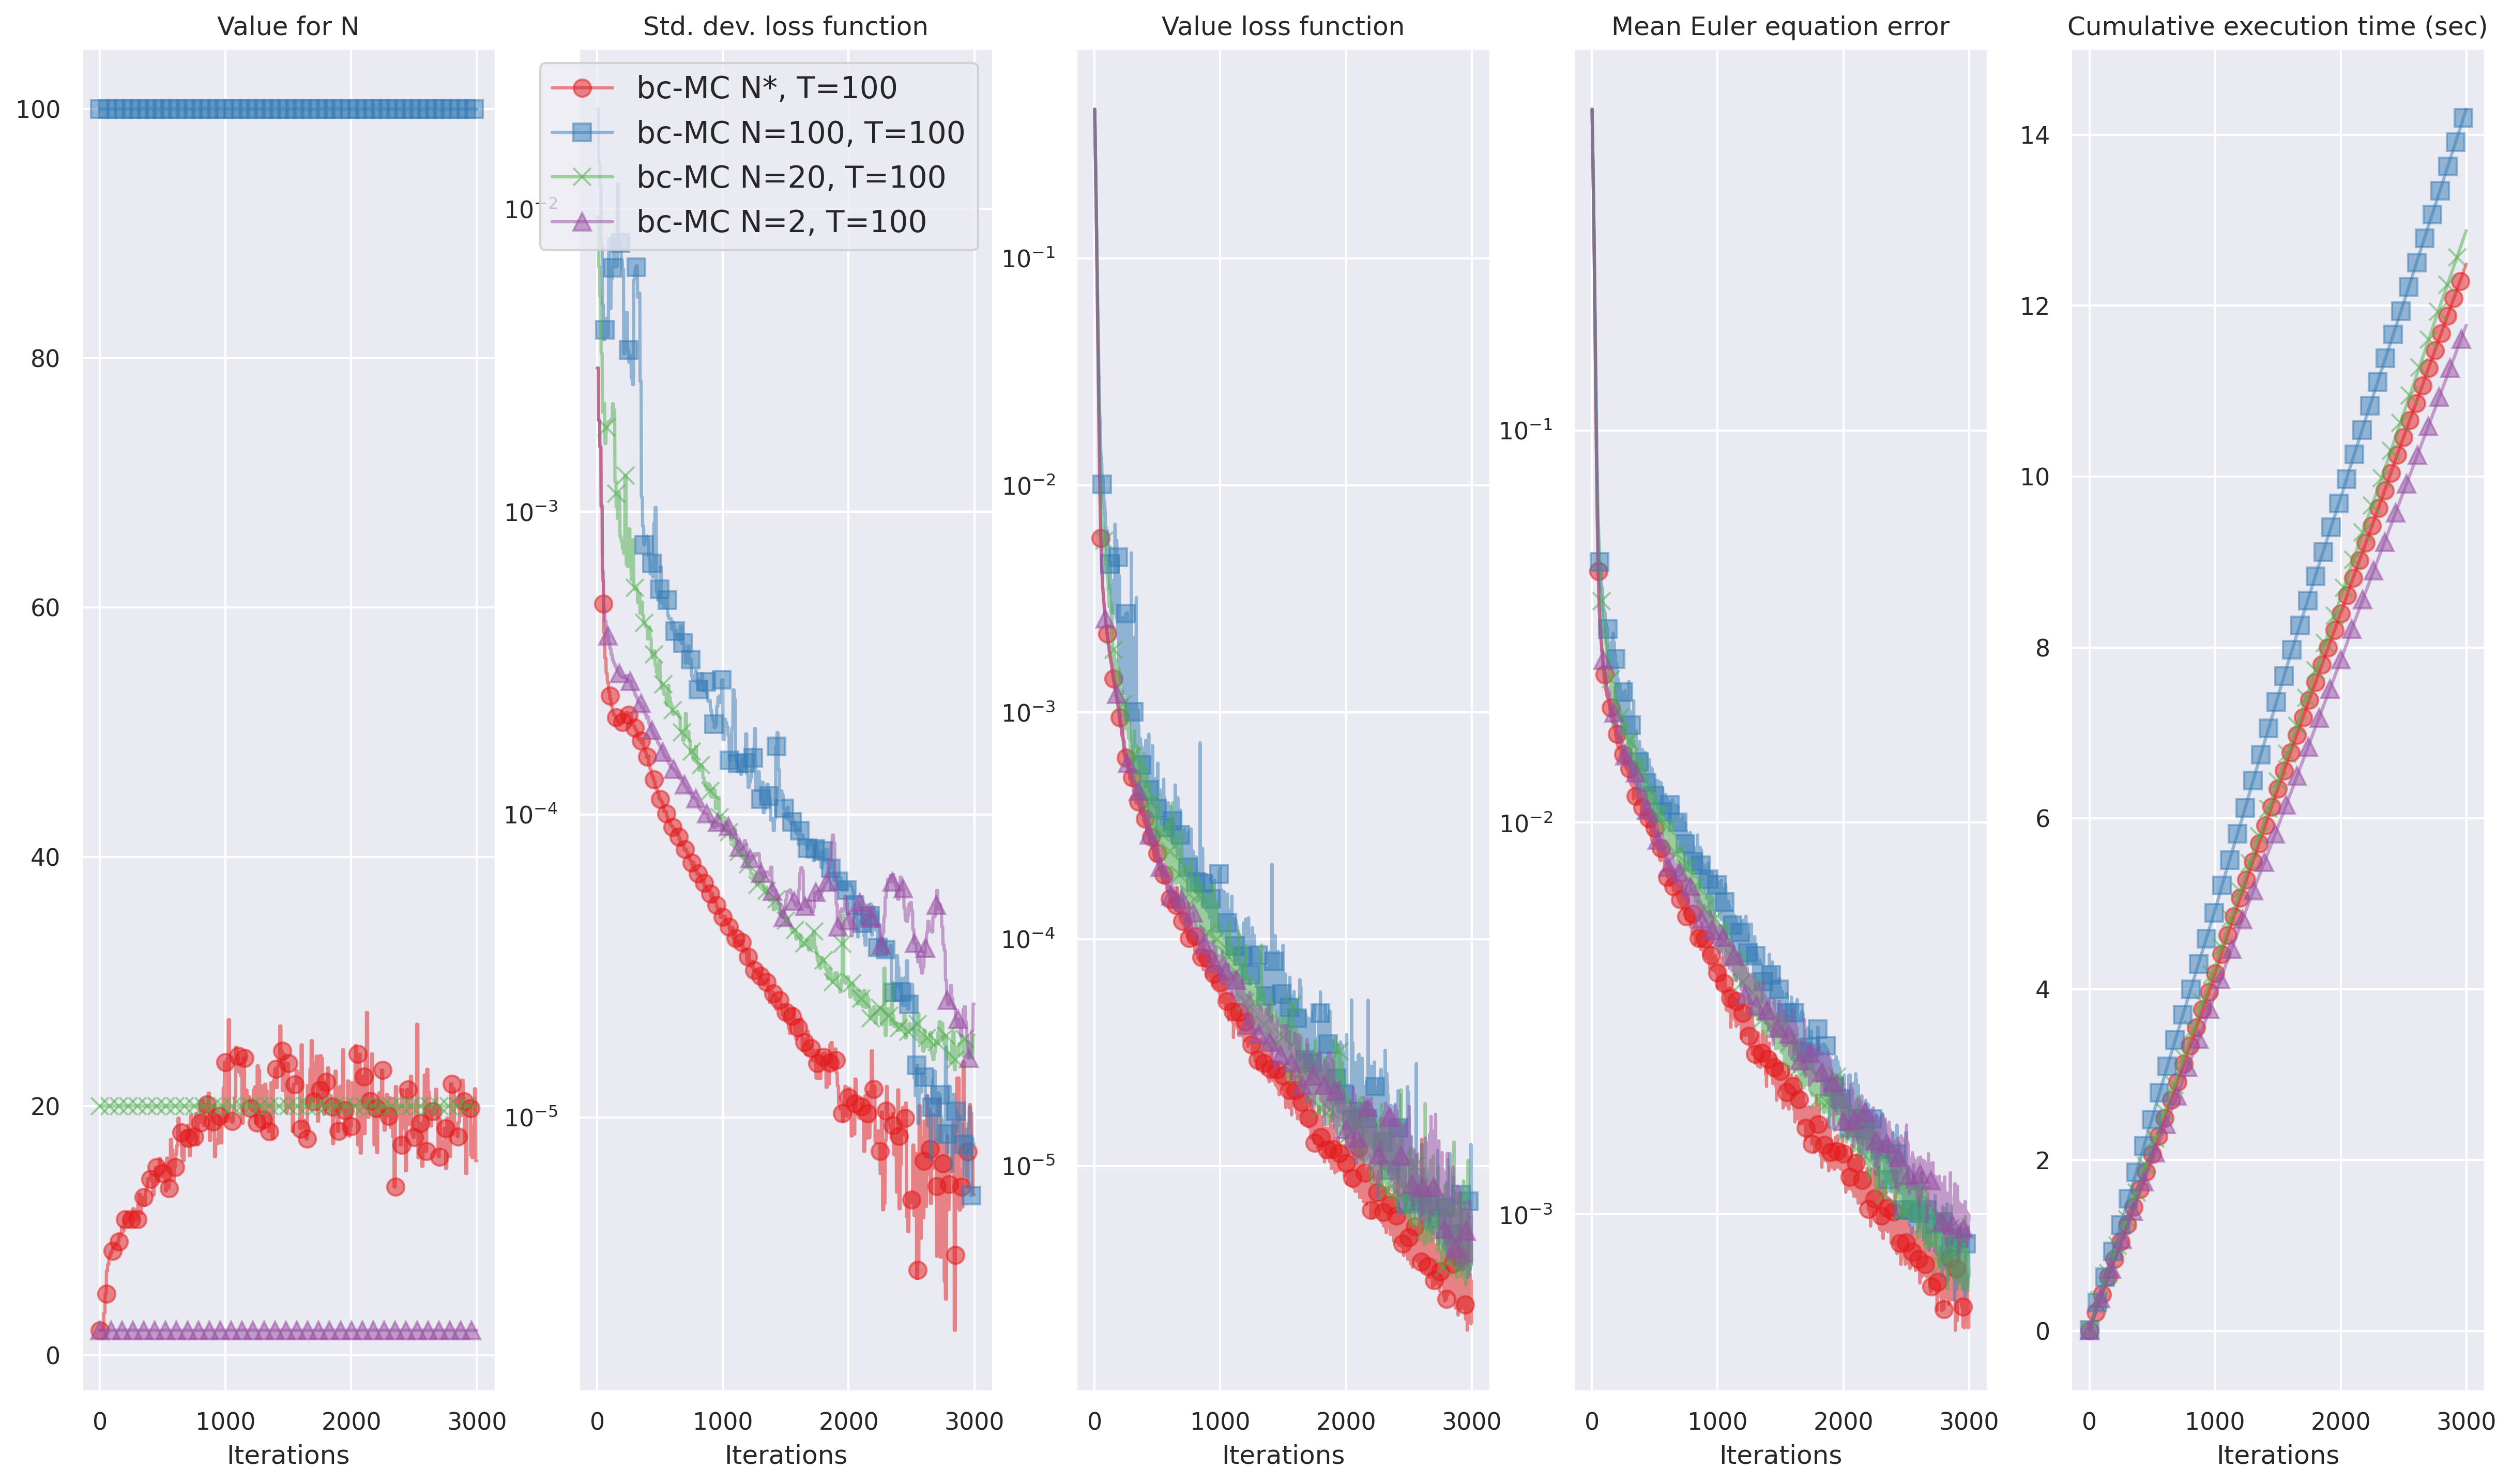 Value for N
100
80
60
40
20
0
0 1000 2000 3000
Iterations
Std. dev. loss function
bc-MC N*, T=100
bc-MC N=100, T=100
bc-MC N=20, T=100
bc-MC N=2, T=100
10⁻²
10⁻³
10⁻⁴
10⁻⁵
0 1000 2000 3000
Iterations
Value loss function
10⁻¹
10⁻²
10⁻³
10⁻⁴
10⁻⁵
0 1000 2000 3000
Iterations
Mean Euler equation error
10⁻¹
10⁻²
10⁻³
0 1000 2000 3000
Iterations
Cumulative execution time (sec)
14
12
10
8
6
4
2
0
0 1000 2000 3000
Iterations